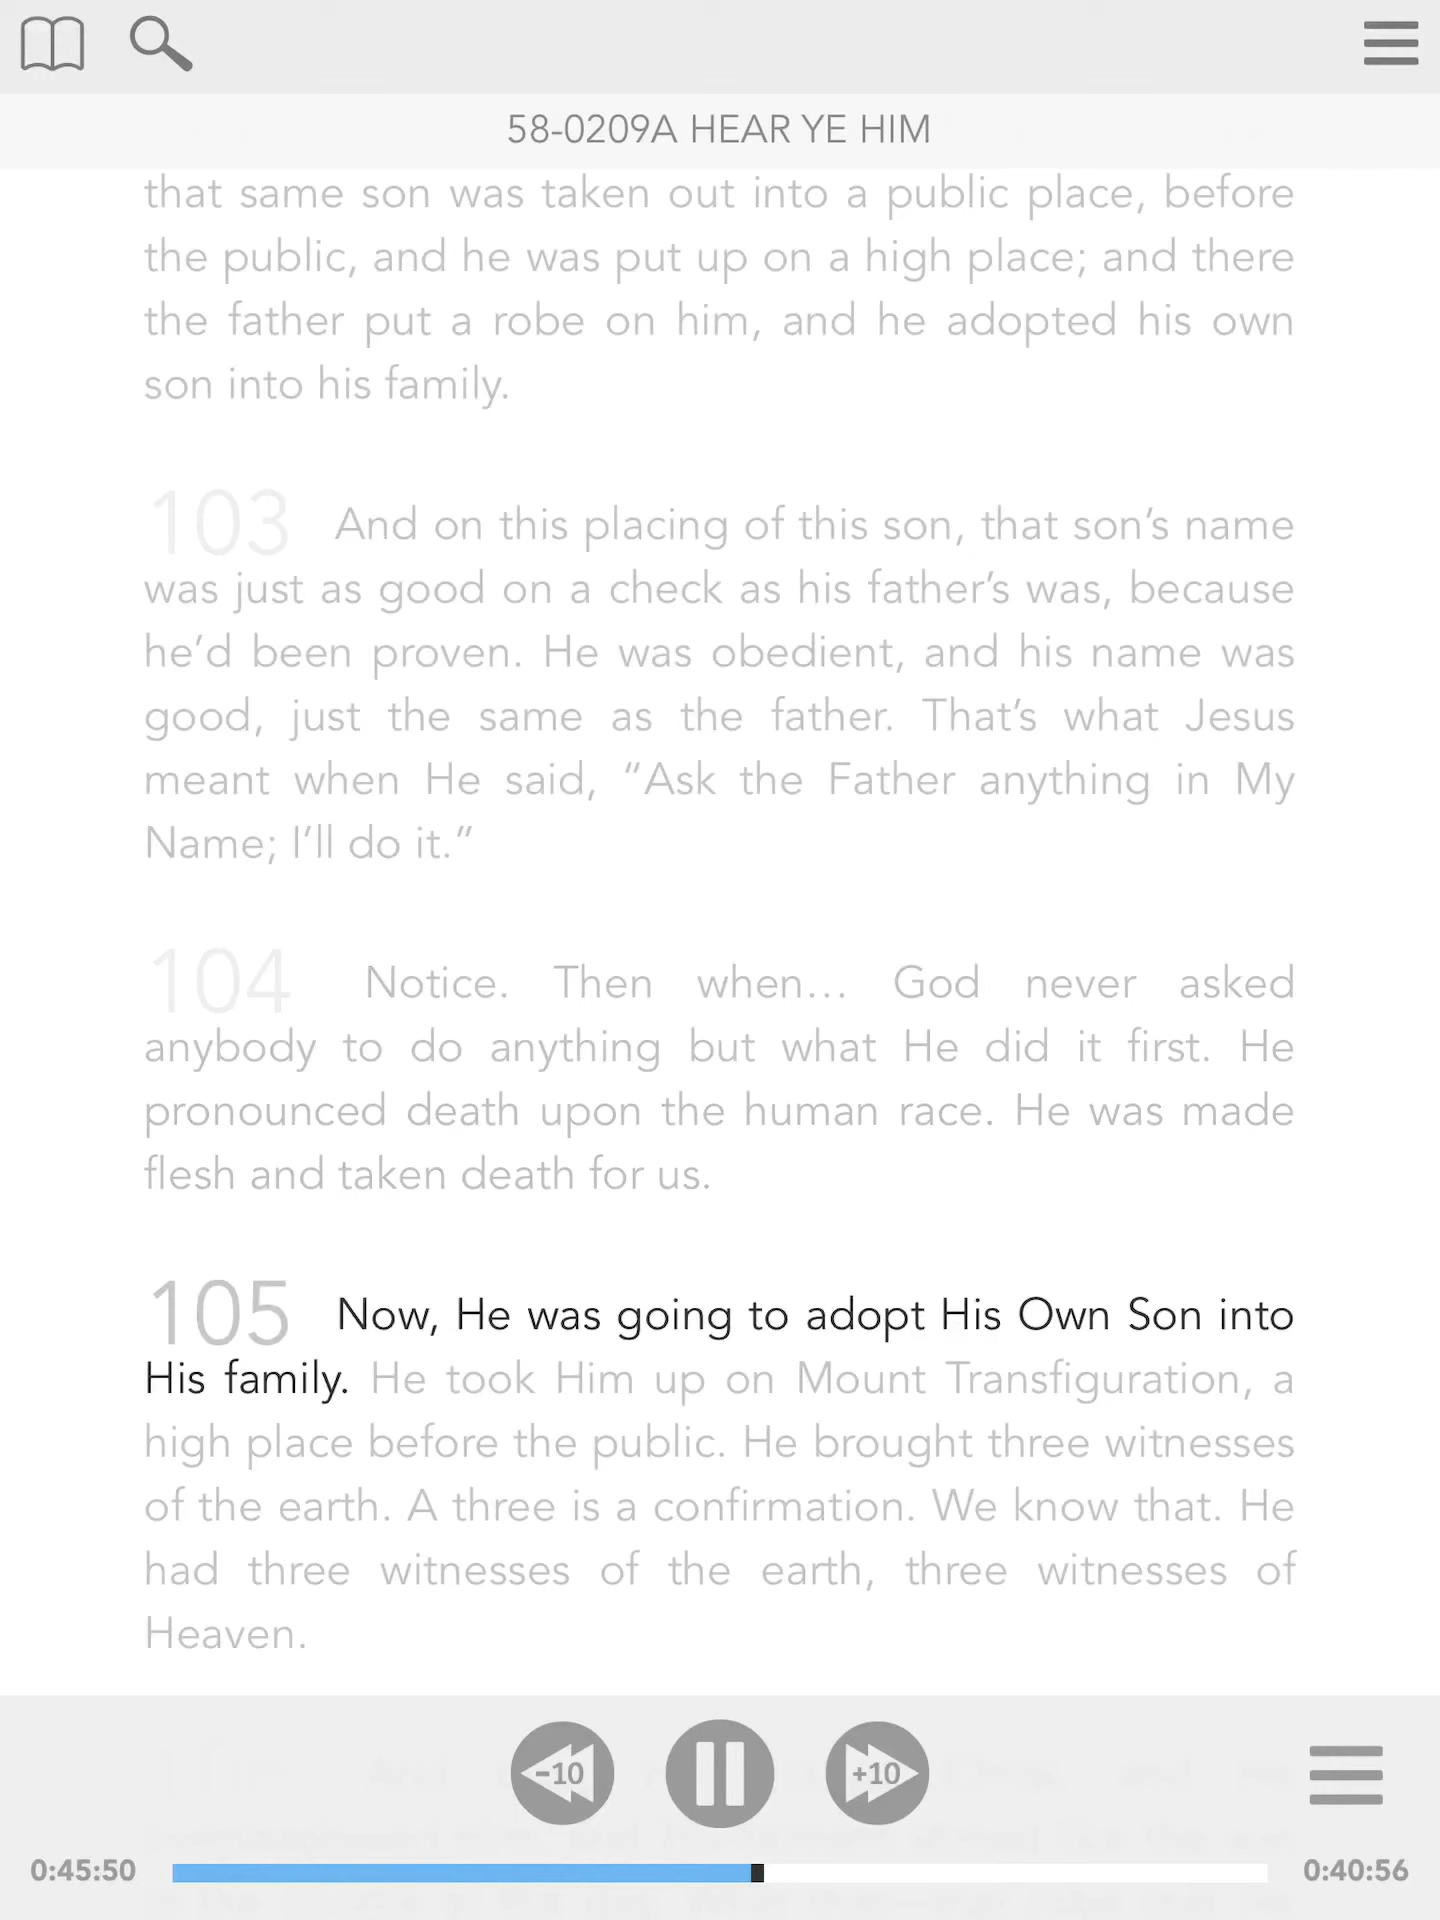 58-0209A HEAR YE HIM
that same son was taken out into a public place, before
the public, and he was put up on a high place; and there
the father put a robe on him, and he adopted his own
son into his family.
103 And on this placing of this son, that son’s name
was just as good on a check as his father’s was, because
he’d been proven. He was obedient, and his name was
good, just the same as the father. That’s what Jesus
meant when He said, “Ask the Father anything in My
Name; I’ll do it.”
104 Notice. Then when… God never asked
anybody to do anything but what He did it first. He
pronounced death upon the human race. He was made
flesh and taken death for us.
105 Now, He was going to adopt His Own Son into
His family. He took Him up on Mount Transfiguration, a
high place before the public. He brought three witnesses
of the earth. A three is a confirmation. We know that. He
had three witnesses of the earth, three witnesses of
Heaven.
-10 +10
0:45:50 0:40:56